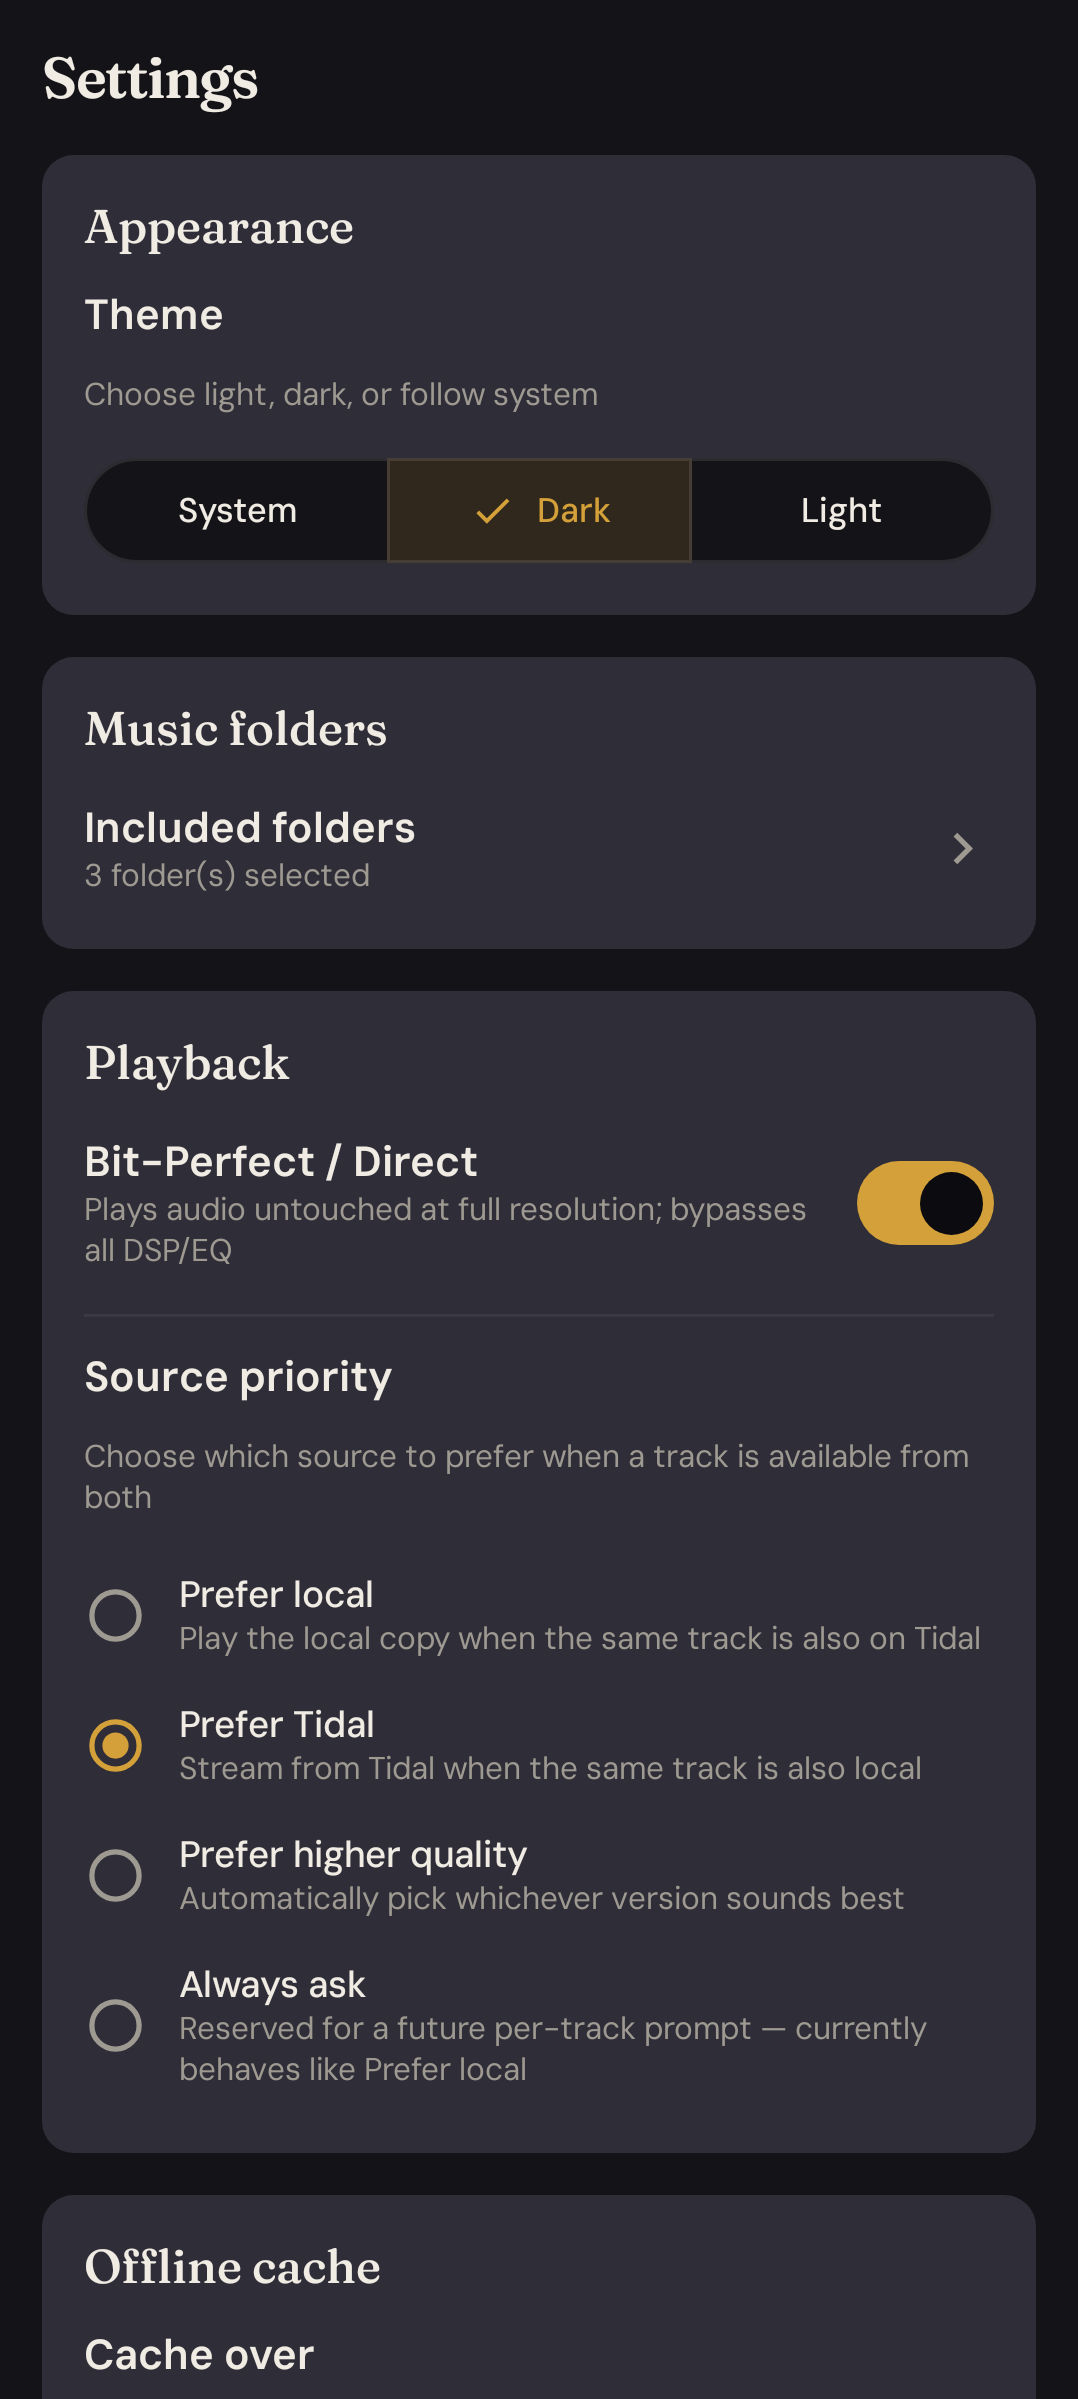 Settings
Appearance
Theme
Choose light, dark, or follow system
System
Dark
Light
Music folders
Included folders
3 folder(s) selected
Playback
Bit-Perfect / Direct
Plays audio untouched at full resolution; bypasses
all DSP/EQ
Source priority
Choose which source to prefer when a track is available from
both
Prefer local
Play the local copy when the same track is also on Tidal
Prefer Tidal
Stream from Tidal when the same track is also local
Prefer higher quality
Automatically pick whichever version sounds best
Always ask
Reserved for a future per-track prompt — currently
behaves like Prefer local
Offline cache
Cache over